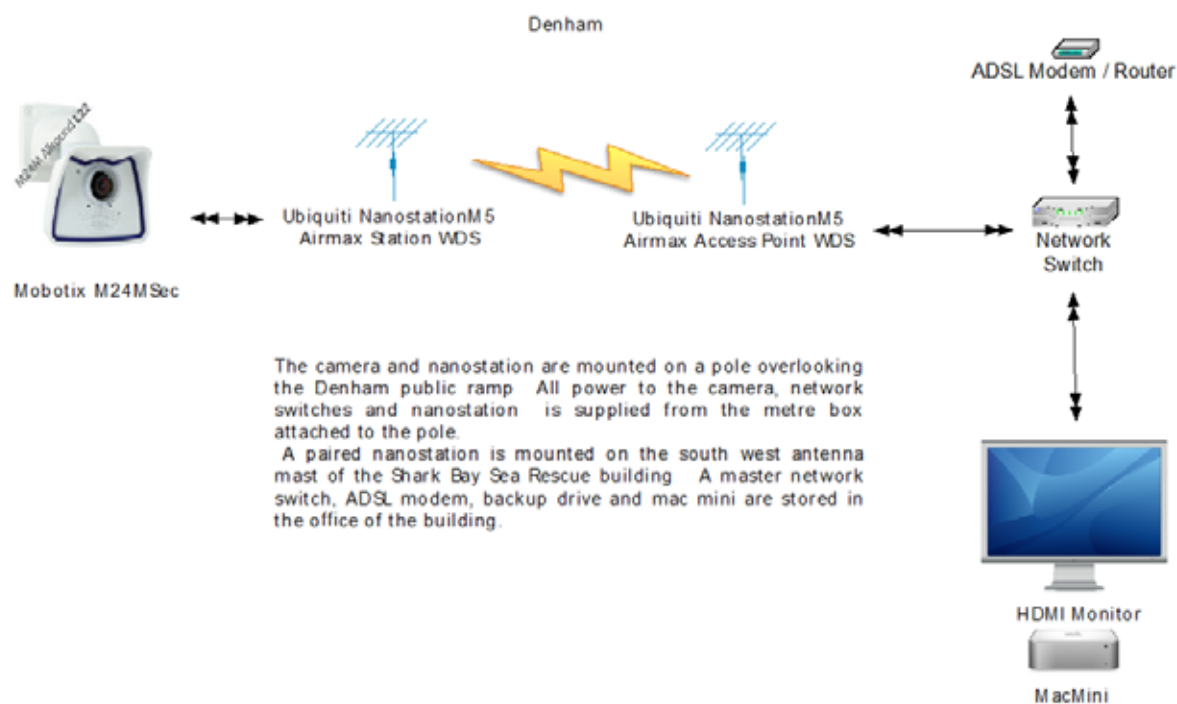 Denham
ADSL Modem / Router
M24M Allround L22
Ubiquiti NanostationM5
Airmax Station WDS
Ubiquiti NanostationM5
Airmax Access Point WDS
Network
Switch
Mobotix M24MSec
The camera and nanostation are mounted on a pole overlooking
the Denham public ramp All power to the camera, network
switches and nanostation is supplied from the metre box
attached to the pole.
A paired nanostation is mounted on the south west antenna
mast of the Shark Bay Sea Rescue building A master network
switch, ADSL modem, backup drive and mac mini are stored in
the office of the building.
HDMI Monitor
MacMini